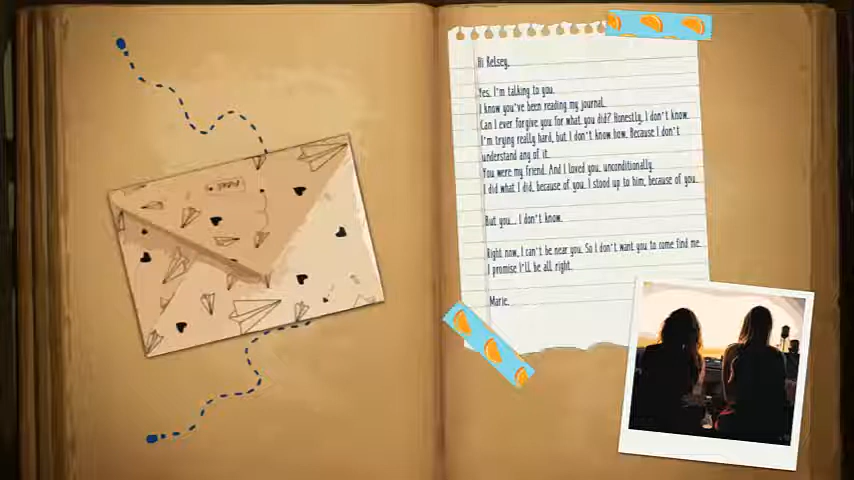 Hi Kelsey,
Yes, I'm talking to you.
I know you've been reading my journal.
Can I ever forgive you for what you did? Honestly, I don't know.
I'm trying really hard, but I don't know how. Because I don't
understand any of it.
You were my friend. And I loved you, unconditionally.
I did what I did, because of you. I stood up to him, because of you.
But you... I don't know.
Right now, I can't be near you. So I don't want you to come find me.
I promise I'll be all right.
Marie.